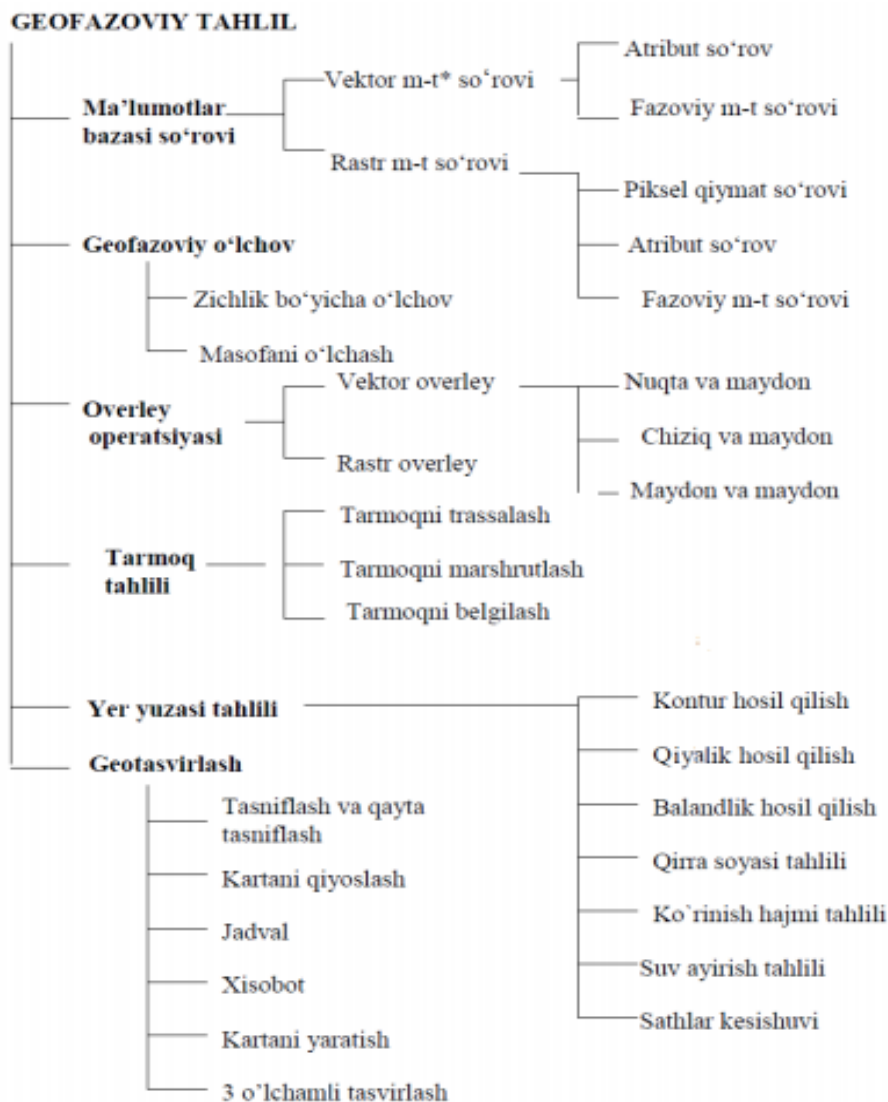 GEOFAZOVIY TAHLIL
Ma’lumotlar
bazasi so‘rovi
Vektor m-t* so‘rovi
Atribut so‘rov
Fazoviy m-t so‘rovi
Rastr m-t so‘rovi
Piksel qiymat so‘rovi
Atribut so‘rov
Fazoviy m-t so‘rovi
Geofazoviy o‘lchov
Zichlik bo‘yicha o‘lchov
Masofani o‘lchash
Overley
operatsiyasi
Vektor overley
Nuqta va maydon
Chiziq va maydon
Maydon va maydon
Rastr overley
Tarmoq
tahlili
Tarmoqni trassalash
Tarmoqni marshrutlash
Tarmoqni belgilash
Yer yuzasi tahlili
Kontur hosil qilish
Qiyalik hosil qilish
Balandlik hosil qilish
Qirra soyasi tahlili
Ko`rinish hajmi tahlili
Suv ayirish tahlili
Sathlar kesishuvi
Geotasvirlash
Tasniflash va qayta
tasniflash
Kartani qiyoslash
Jadval
Xisobot
Kartani yaratish
3 o’lchamli tasvirlash